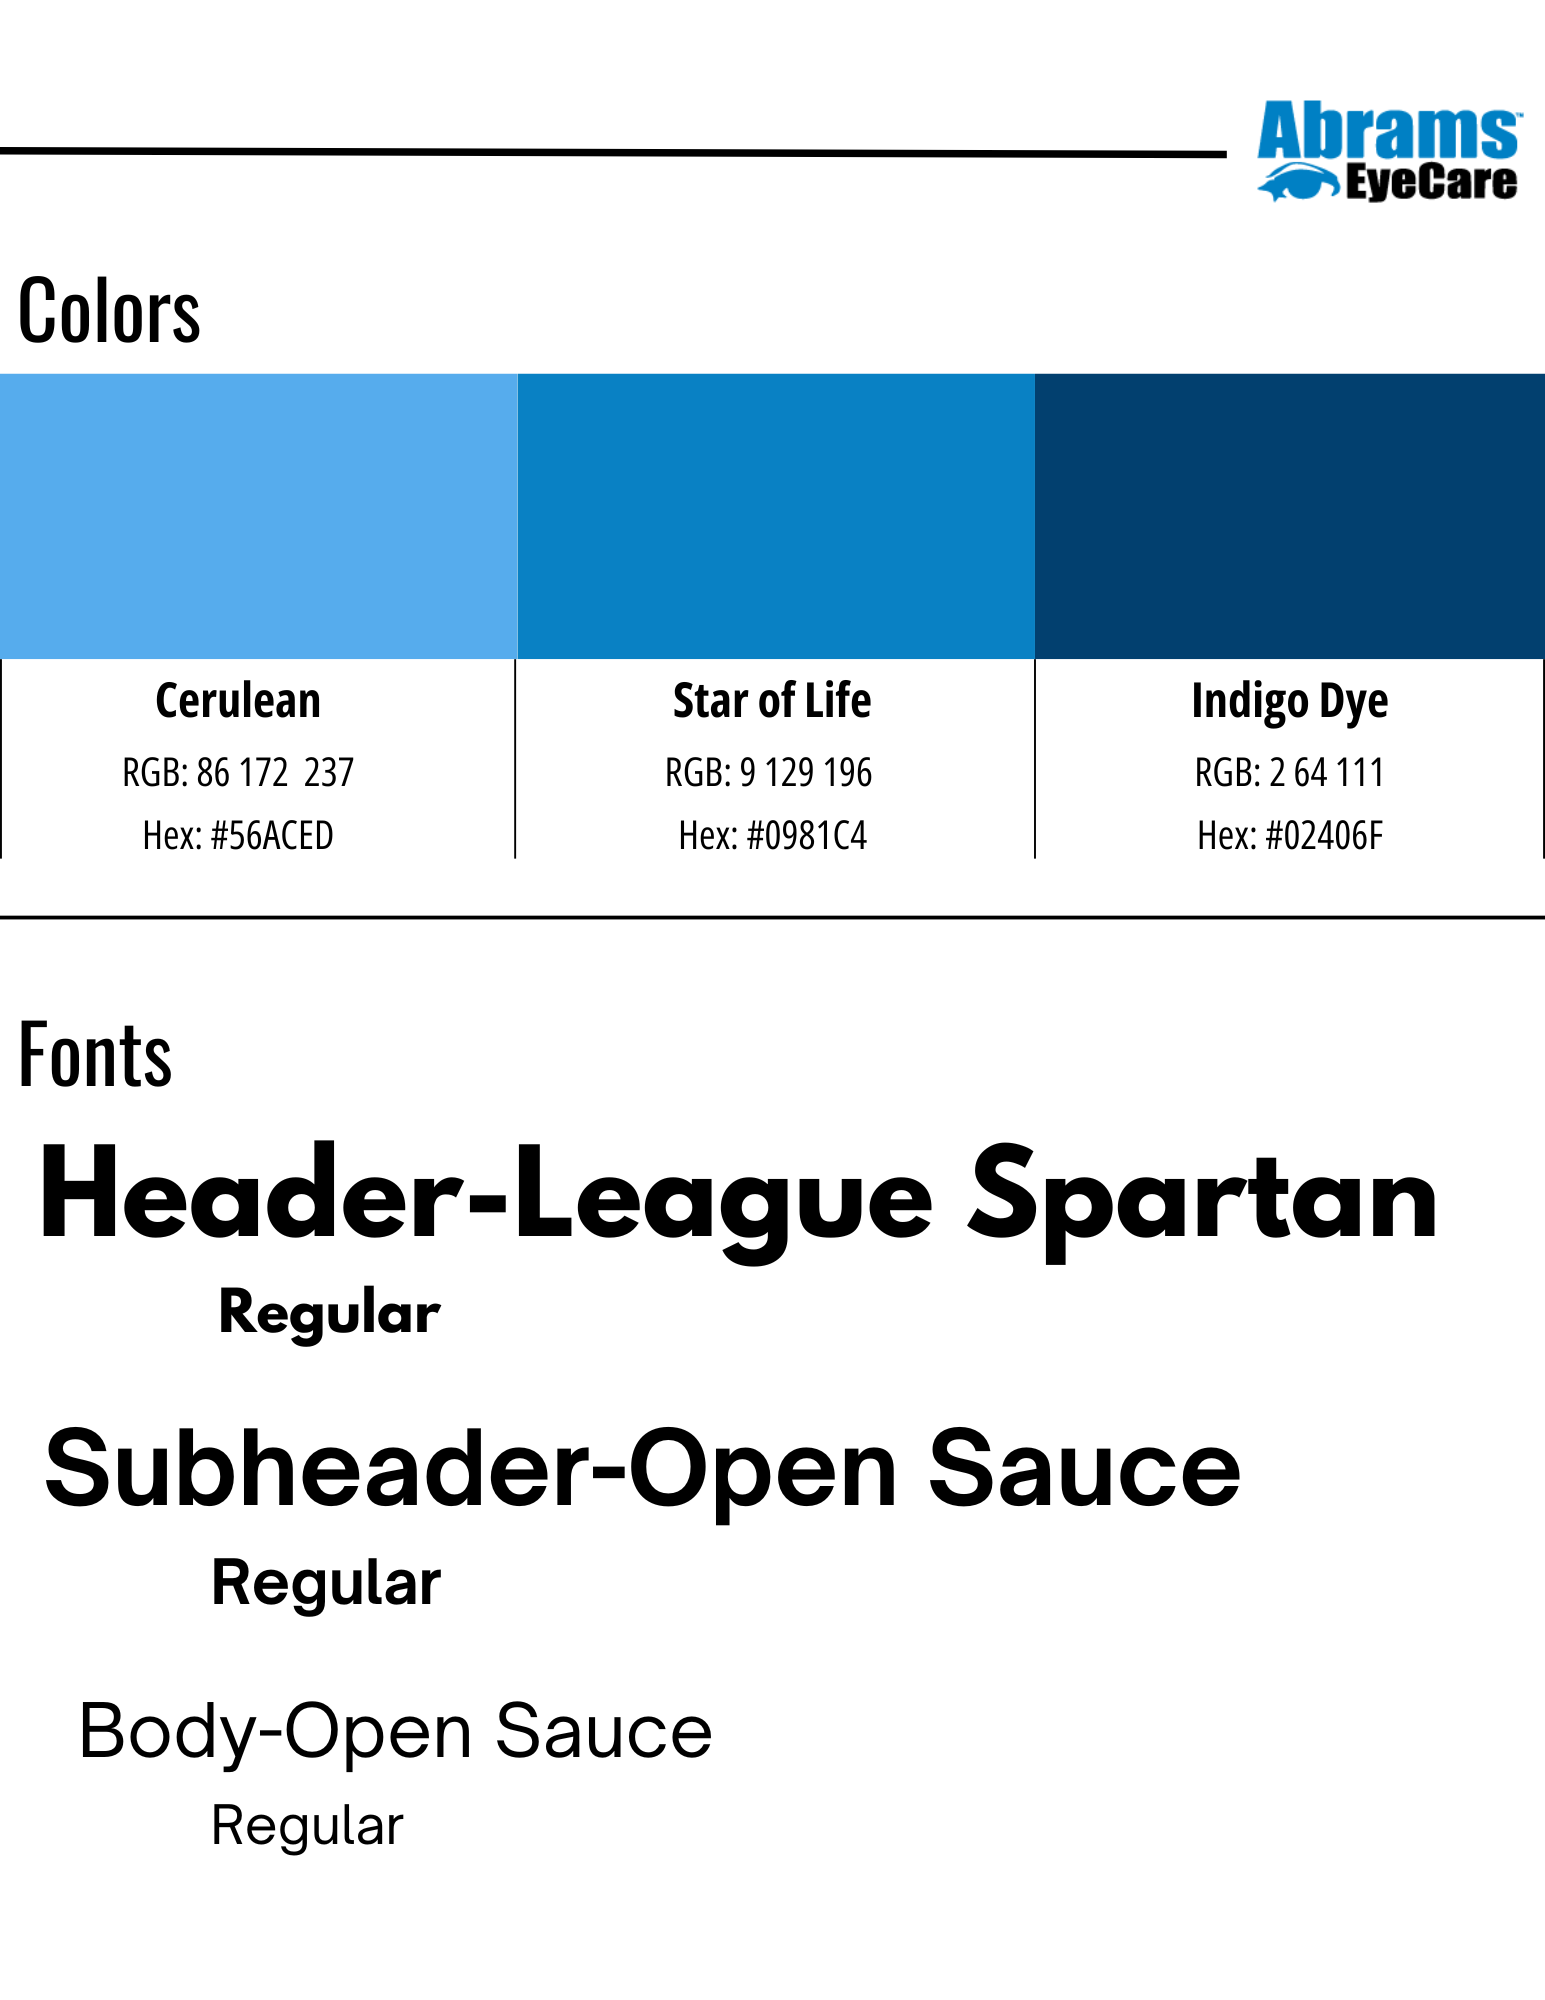 Abrams™
EyeCare
Colors
Cerulean
RGB: 86 172  237
Hex: #56ACED
Star of Life
RGB: 9 129 196
Hex: #0981C4
Indigo Dye
RGB: 2 64 111
Hex: #02406F
Fonts
Header-League Spartan
Regular
Subheader-Open Sauce
Regular
Body-Open Sauce
Regular